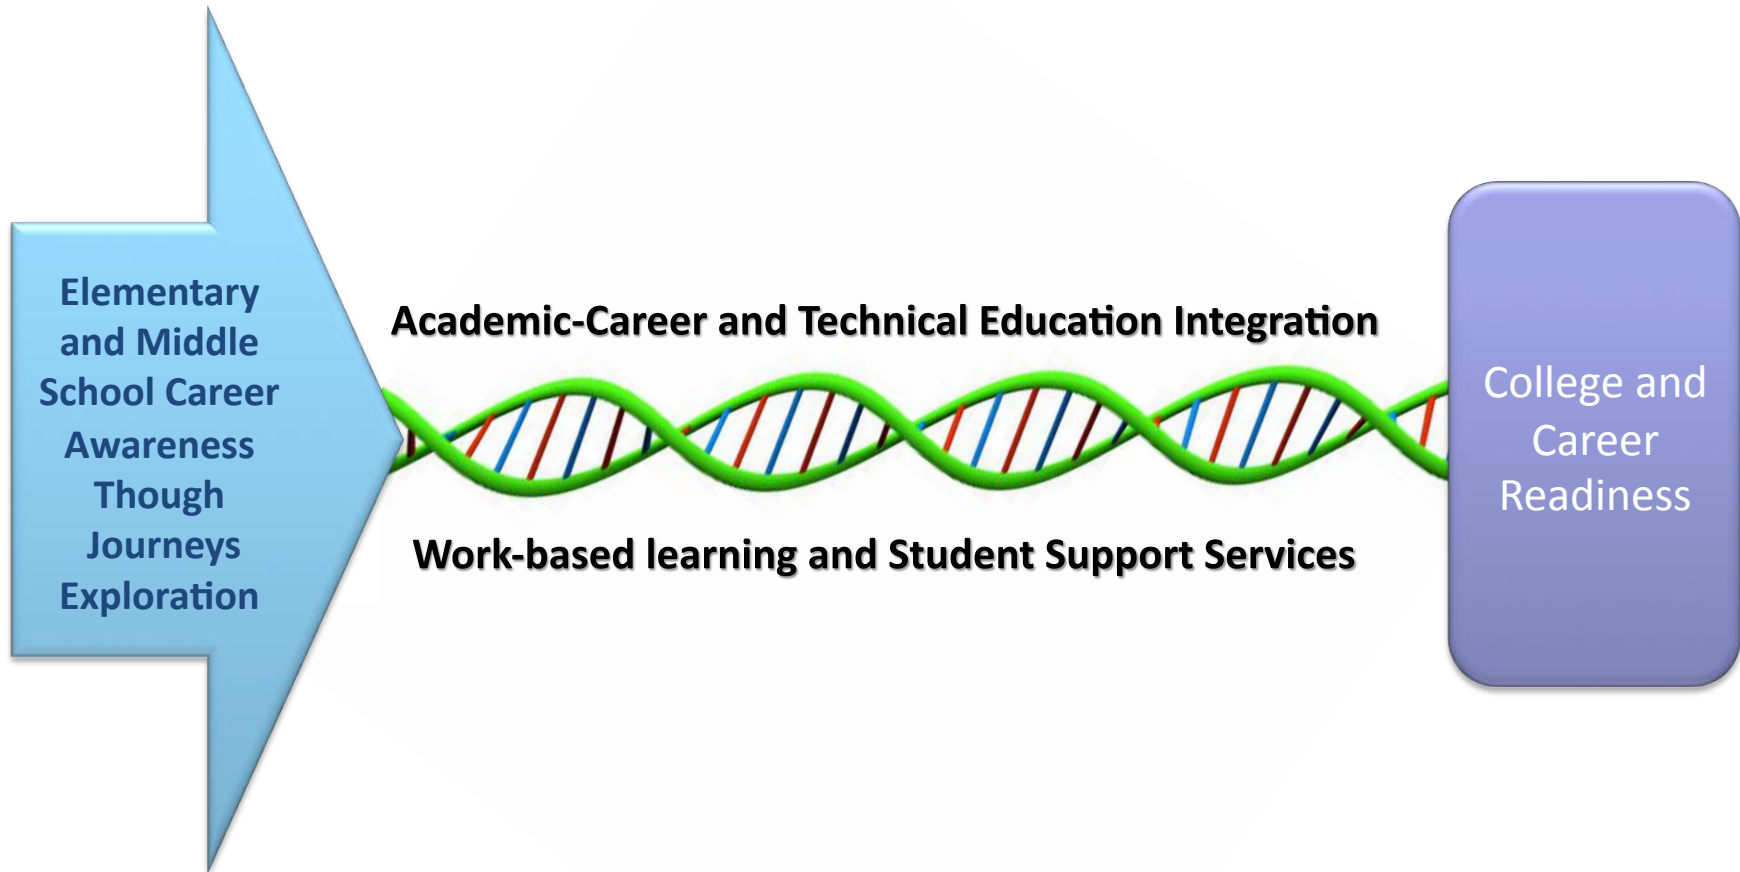 Elementary
and Middle
School Career
Awareness
Though
Journeys
Exploration
Academic-Career and Technical Education Integration
Work-based learning and Student Support Services
College and
Career
Readiness